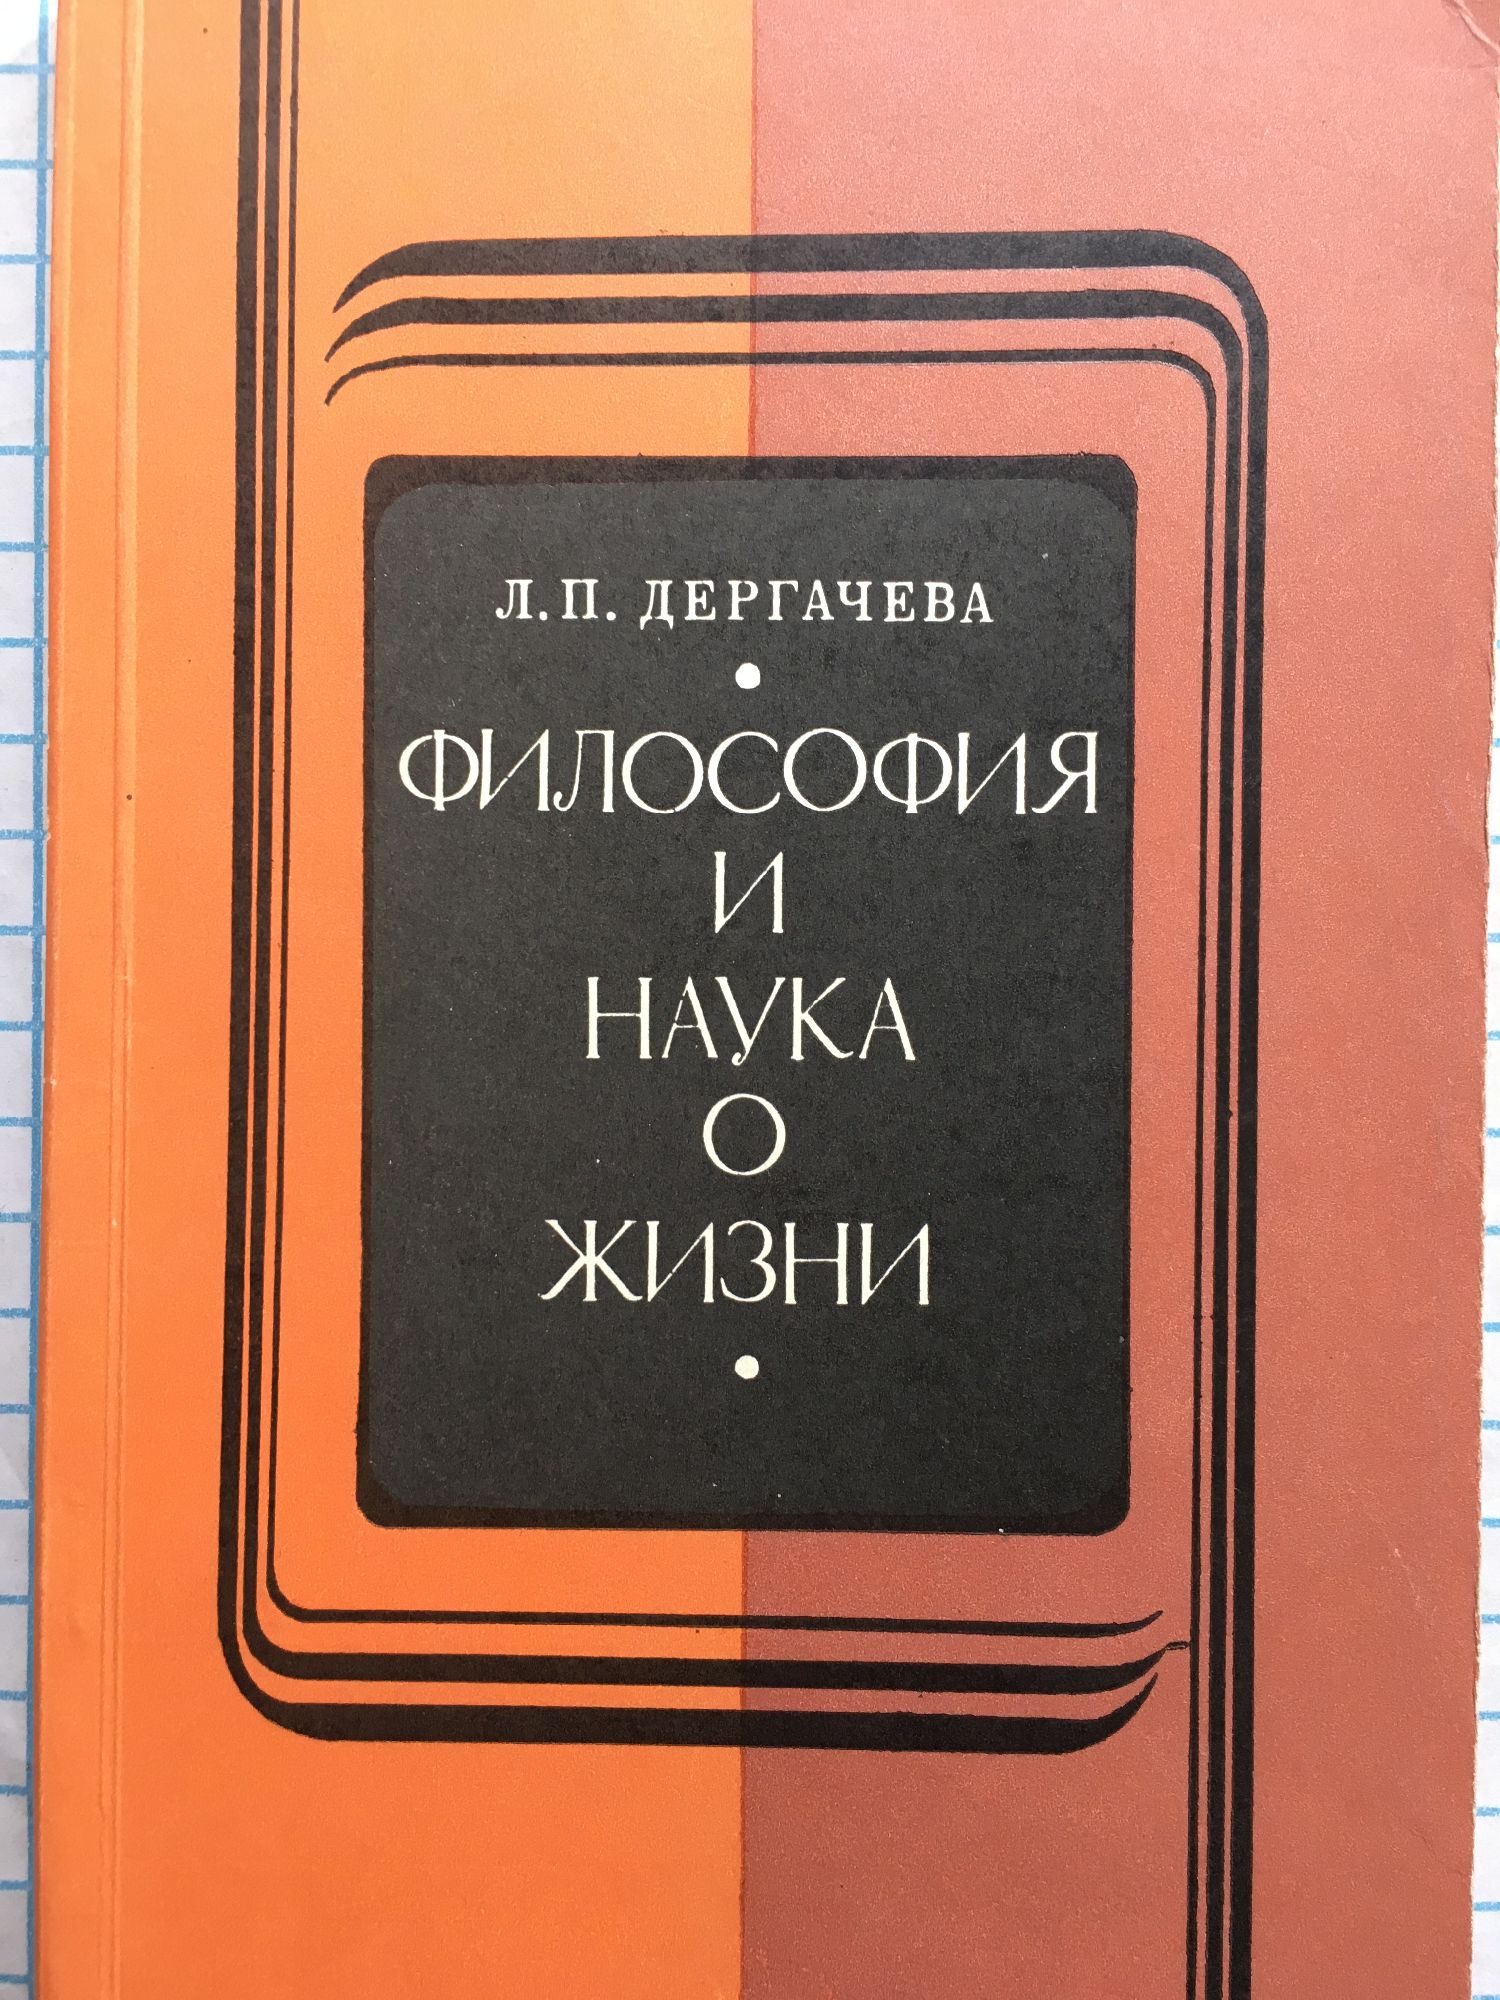 Л.П. ДЕРГАЧЕВА
ФИЛОСОФИЯ
И
НАУКА
О
ЖИЗНИ